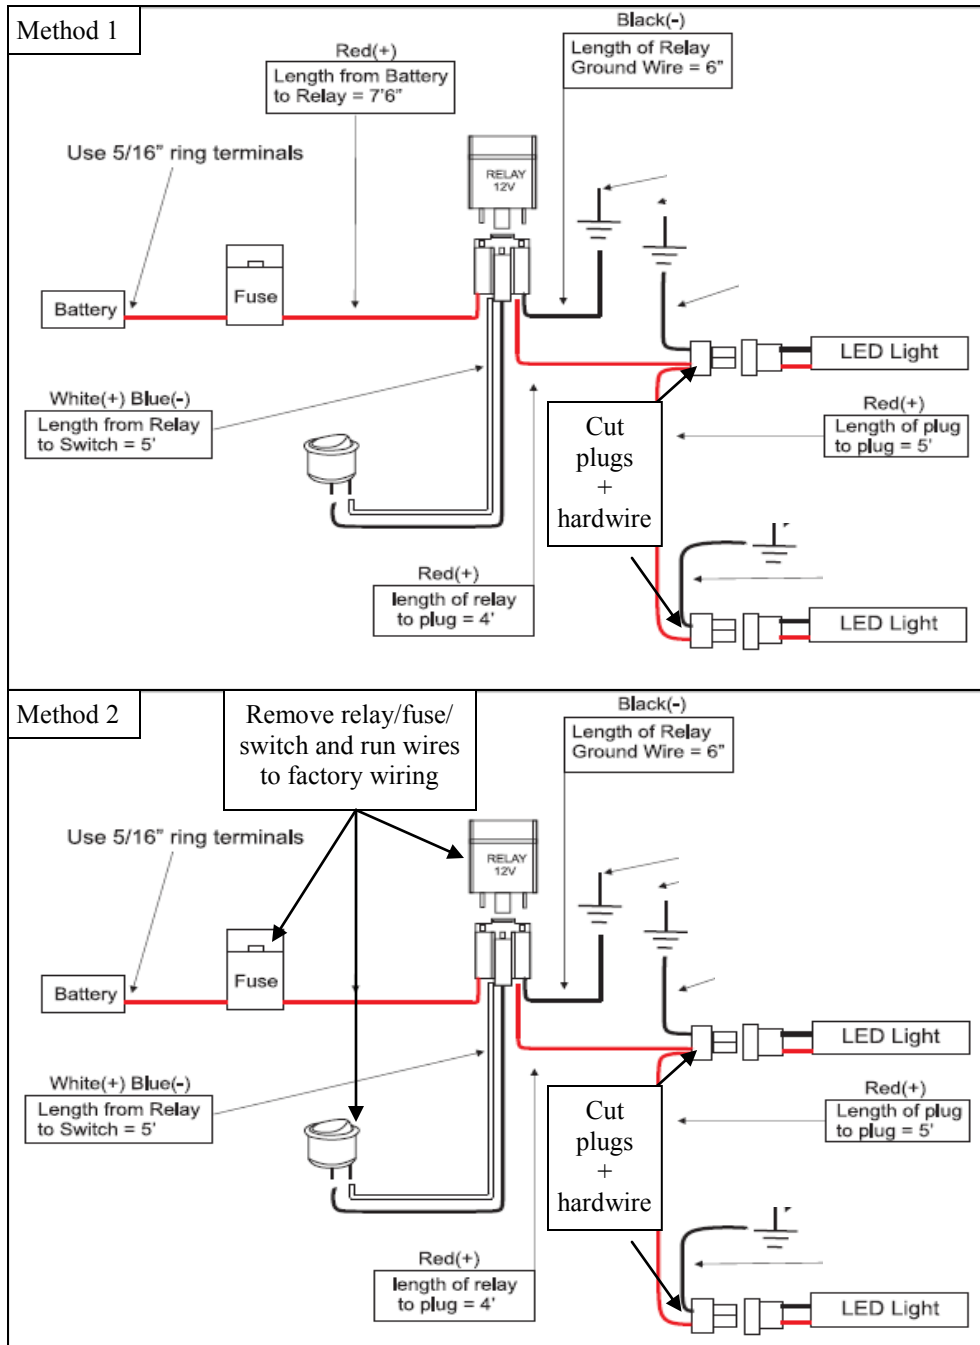 Method 1
Black(-)
Length of Relay
Ground Wire = 6"
Red(+)
Length from Battery
to Relay = 7'6"
Use 5/16" ring terminals
RELAY
12V
Battery
Fuse
LED Light
White(+) Blue(-)
Length from Relay
to Switch = 5'
Cut
plugs
+
hardwire
Red(+)
Length of plug
to plug = 5'
Red(+)
length of relay
to plug = 4'
LED Light
Method 2
Remove relay/fuse/
switch and run wires
to factory wiring
Black(-)
Length of Relay
Ground Wire = 6"
Use 5/16" ring terminals
RELAY
12V
Battery
Fuse
LED Light
White(+) Blue(-)
Length from Relay
to Switch = 5'
Cut
plugs
+
hardwire
Red(+)
Length of plug
to plug = 5'
Red(+)
length of relay
to plug = 4'
LED Light